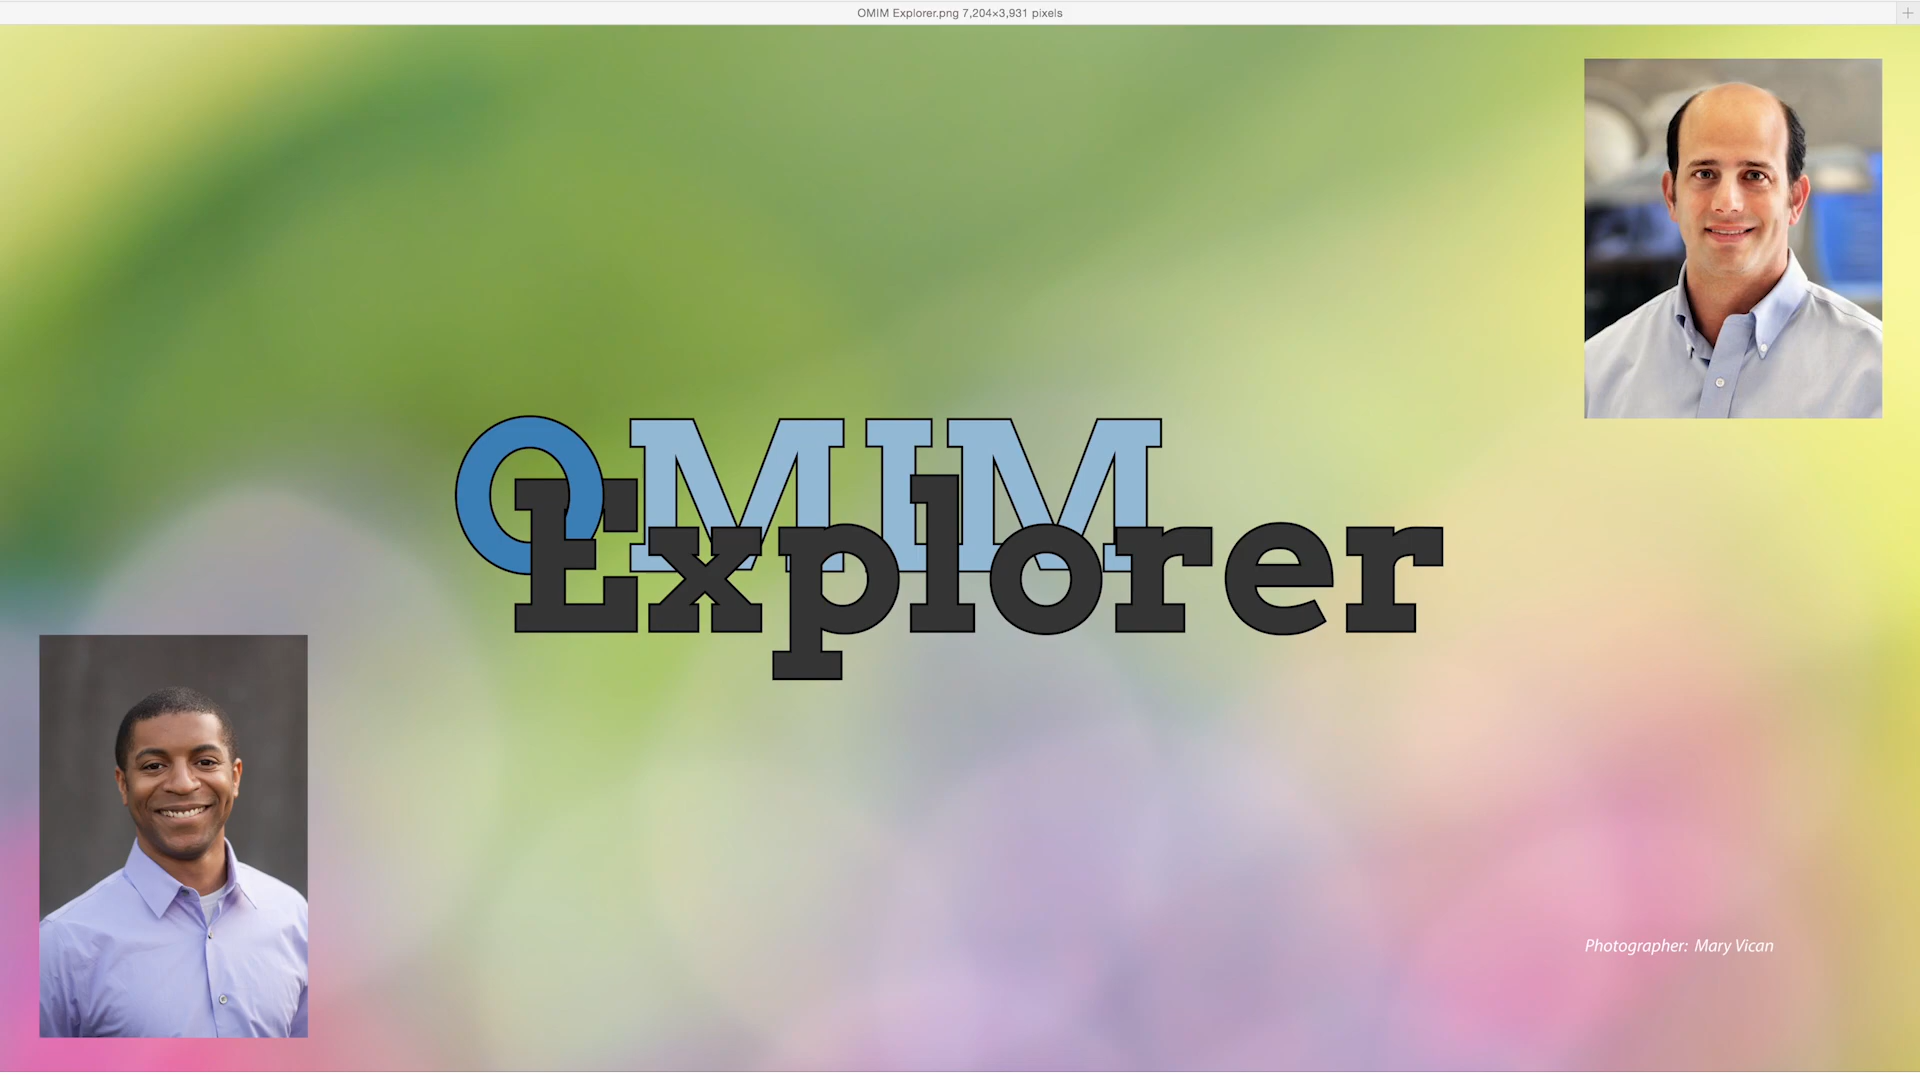 OMIM Explorer.png 7,204×3,931 pixels
OMIM
Explorer
Photographer: Mary Vican